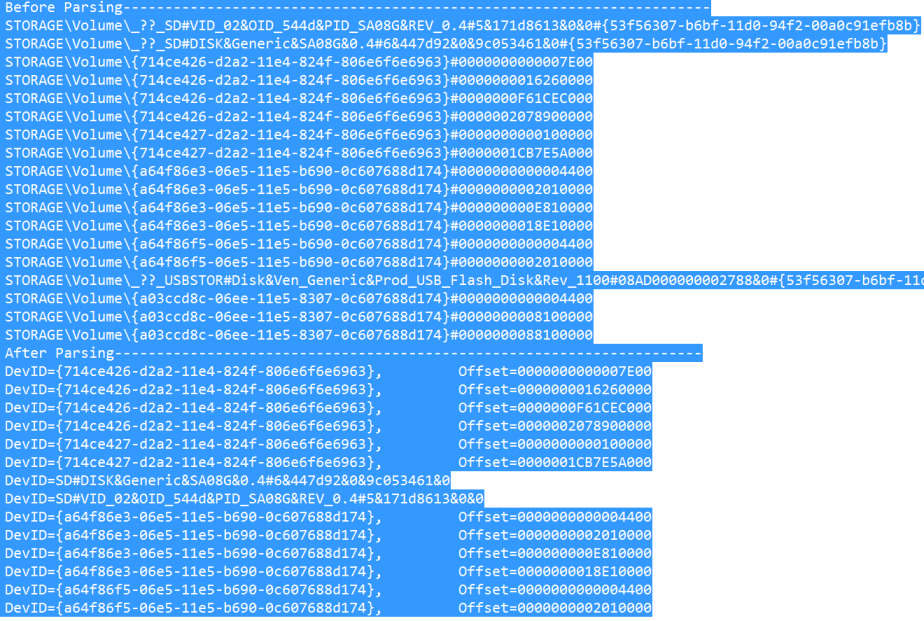 Before Parsing----------------------------------------------------------------------
STORAGE\Volume\_??_SD#VID_02&OID_544d&PID_SA08G&REV_0.4#5&171d8613&0&0#{53f56307-b6bf-11d0-94f2-00a0c91efb8b}
STORAGE\Volume\_??_SD#DISK&Generic&SA08G&0.4#6&447d92&0&9c053461&0#{53f56307-b6bf-11d0-94f2-00a0c91efb8b}
STORAGE\Volume\{714ce426-d2a2-11e4-824f-806e6f6e6963}#0000000000007E00
STORAGE\Volume\{714ce426-d2a2-11e4-824f-806e6f6e6963}#0000000016260000
STORAGE\Volume\{714ce426-d2a2-11e4-824f-806e6f6e6963}#0000000F61CEC000
STORAGE\Volume\{714ce426-d2a2-11e4-824f-806e6f6e6963}#0000002078900000
STORAGE\Volume\{714ce427-d2a2-11e4-824f-806e6f6e6963}#0000000000100000
STORAGE\Volume\{714ce427-d2a2-11e4-824f-806e6f6e6963}#0000001CB7E5A000
STORAGE\Volume\{a64f86e3-06e5-11e5-b690-0c607688d174}#0000000000004400
STORAGE\Volume\{a64f86e3-06e5-11e5-b690-0c607688d174}#0000000002010000
STORAGE\Volume\{a64f86e3-06e5-11e5-b690-0c607688d174}#000000000E810000
STORAGE\Volume\{a64f86e3-06e5-11e5-b690-0c607688d174}#0000000018E10000
STORAGE\Volume\{a64f86f5-06e5-11e5-b690-0c607688d174}#0000000000004400
STORAGE\Volume\{a64f86f5-06e5-11e5-b690-0c607688d174}#0000000002010000
STORAGE\Volume\_??_USBSTOR#Disk&Ven_Generic&Prod_USB_Flash_Disk&Rev_1100#08AD000000002788&0#{53f56307-b6bf-11d
STORAGE\Volume\{a03ccd8c-06ee-11e5-8307-0c607688d174}#0000000000004400
STORAGE\Volume\{a03ccd8c-06ee-11e5-8307-0c607688d174}#0000000008100000
STORAGE\Volume\{a03ccd8c-06ee-11e5-8307-0c607688d174}#0000000088100000
After Parsing----------------------------------------------------------------------
DevID={714ce426-d2a2-11e4-824f-806e6f6e6963}, Offset=0000000000007E00
DevID={714ce426-d2a2-11e4-824f-806e6f6e6963}, Offset=0000000016260000
DevID={714ce426-d2a2-11e4-824f-806e6f6e6963}, Offset=0000000F61CEC000
DevID={714ce426-d2a2-11e4-824f-806e6f6e6963}, Offset=0000002078900000
DevID={714ce427-d2a2-11e4-824f-806e6f6e6963}, Offset=0000000000100000
DevID={714ce427-d2a2-11e4-824f-806e6f6e6963}, Offset=0000001CB7E5A000
DevID=SD#DISK&Generic&SA08G&0.4#6&447d92&0&9c053461&0
DevID=SD#VID_02&OID_544d&PID_SA08G&REV_0.4#5&171d8613&0&0
DevID={a64f86e3-06e5-11e5-b690-0c607688d174}, Offset=0000000000004400
DevID={a64f86e3-06e5-11e5-b690-0c607688d174}, Offset=0000000002010000
DevID={a64f86e3-06e5-11e5-b690-0c607688d174}, Offset=000000000E810000
DevID={a64f86e3-06e5-11e5-b690-0c607688d174}, Offset=0000000018E10000
DevID={a64f86f5-06e5-11e5-b690-0c607688d174}, Offset=0000000000004400
DevID={a64f86f5-06e5-11e5-b690-0c607688d174}, Offset=0000000002010000